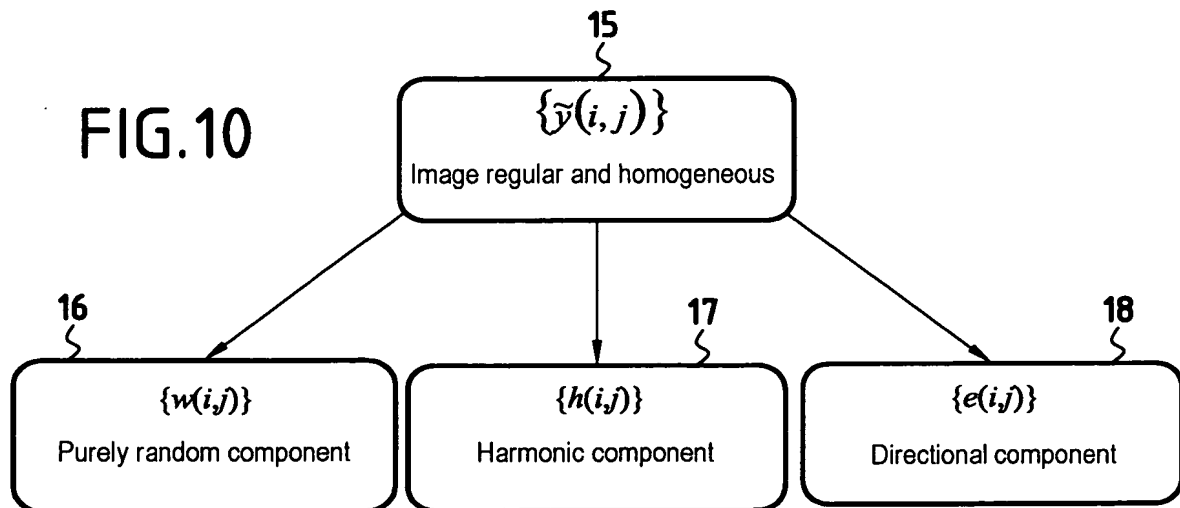 FIG.10
15
{ỹ(i, j)}
Image regular and homogeneous
16
17
18
{w(i,j)}
{h(i,j)}
{e(i,j)}
Purely random component
Harmonic component
Directional component